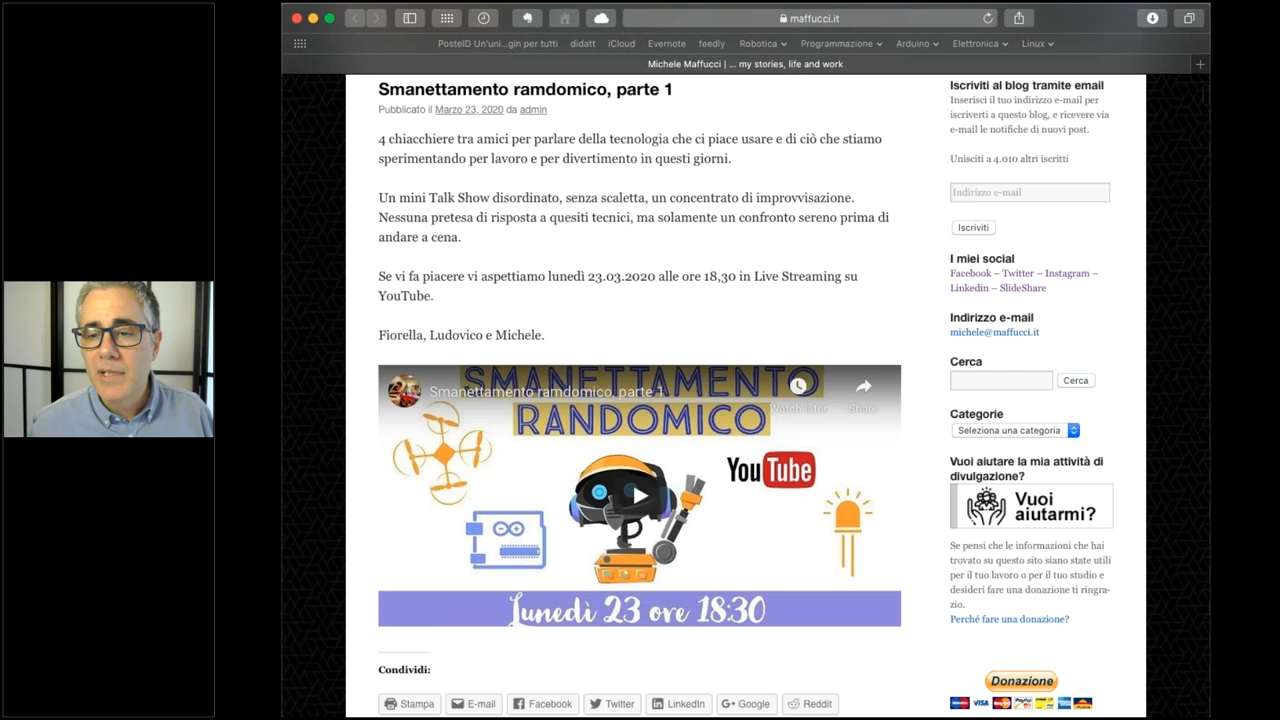 maffucci.it
PosteID Un'uni...gin per tutti didatt iCloud Evernote feedly Robotica Programmazione Arduino Elettronica Linux
Michele Maffucci | ... my stories, life and work
Smanettamento ramdomico, parte 1
Pubblicato il Marzo 23, 2020 da admin
4 chiacchiere tra amici per parlare della tecnologia che ci piace usare e di ciò che stiamo
sperimentando per lavoro e per divertimento in questi giorni.
Un mini Talk Show disordinato, senza scaletta, un concentrato di improvvisazione.
Nessuna pretesa di risposta a quesiti tecnici, ma solamente un confronto sereno prima di
andare a cena.
Se vi fa piacere vi aspettiamo lunedì 23.03.2020 alle ore 18,30 in Live Streaming su
YouTube.
Fiorella, Ludovico e Michele.
SMANETTAMENTO
Smanettamento ramdomico, parte 1
Watch later Share
RANDOMICO
YouTube
Lunedì 23 ore 18:30
Condividi:
Stampa E-mail Facebook Twitter LinkedIn G+ Google Reddit
Iscriviti al blog tramite email
Inserisci il tuo indirizzo e-mail per
iscriverti a questo blog, e ricevere via
e-mail le notifiche di nuovi post.
Unisciti a 4.010 altri iscritti
Indirizzo e-mail
Iscriviti
I miei social
Facebook – Twitter – Instagram –
Linkedin – SlideShare
Indirizzo e-mail
michele@maffucci.it
Cerca
Cerca
Categorie
Seleziona una categoria
Vuoi aiutare la mia attività di
divulgazione?
Vuoi
aiutarmi?
Se pensi che le informazioni che hai
trovato su questo sito siano state utili
per il tuo lavoro o per il tuo studio e
desideri fare una donazione ti ringra-
zio.
Perché fare una donazione?
Donazione
VISA